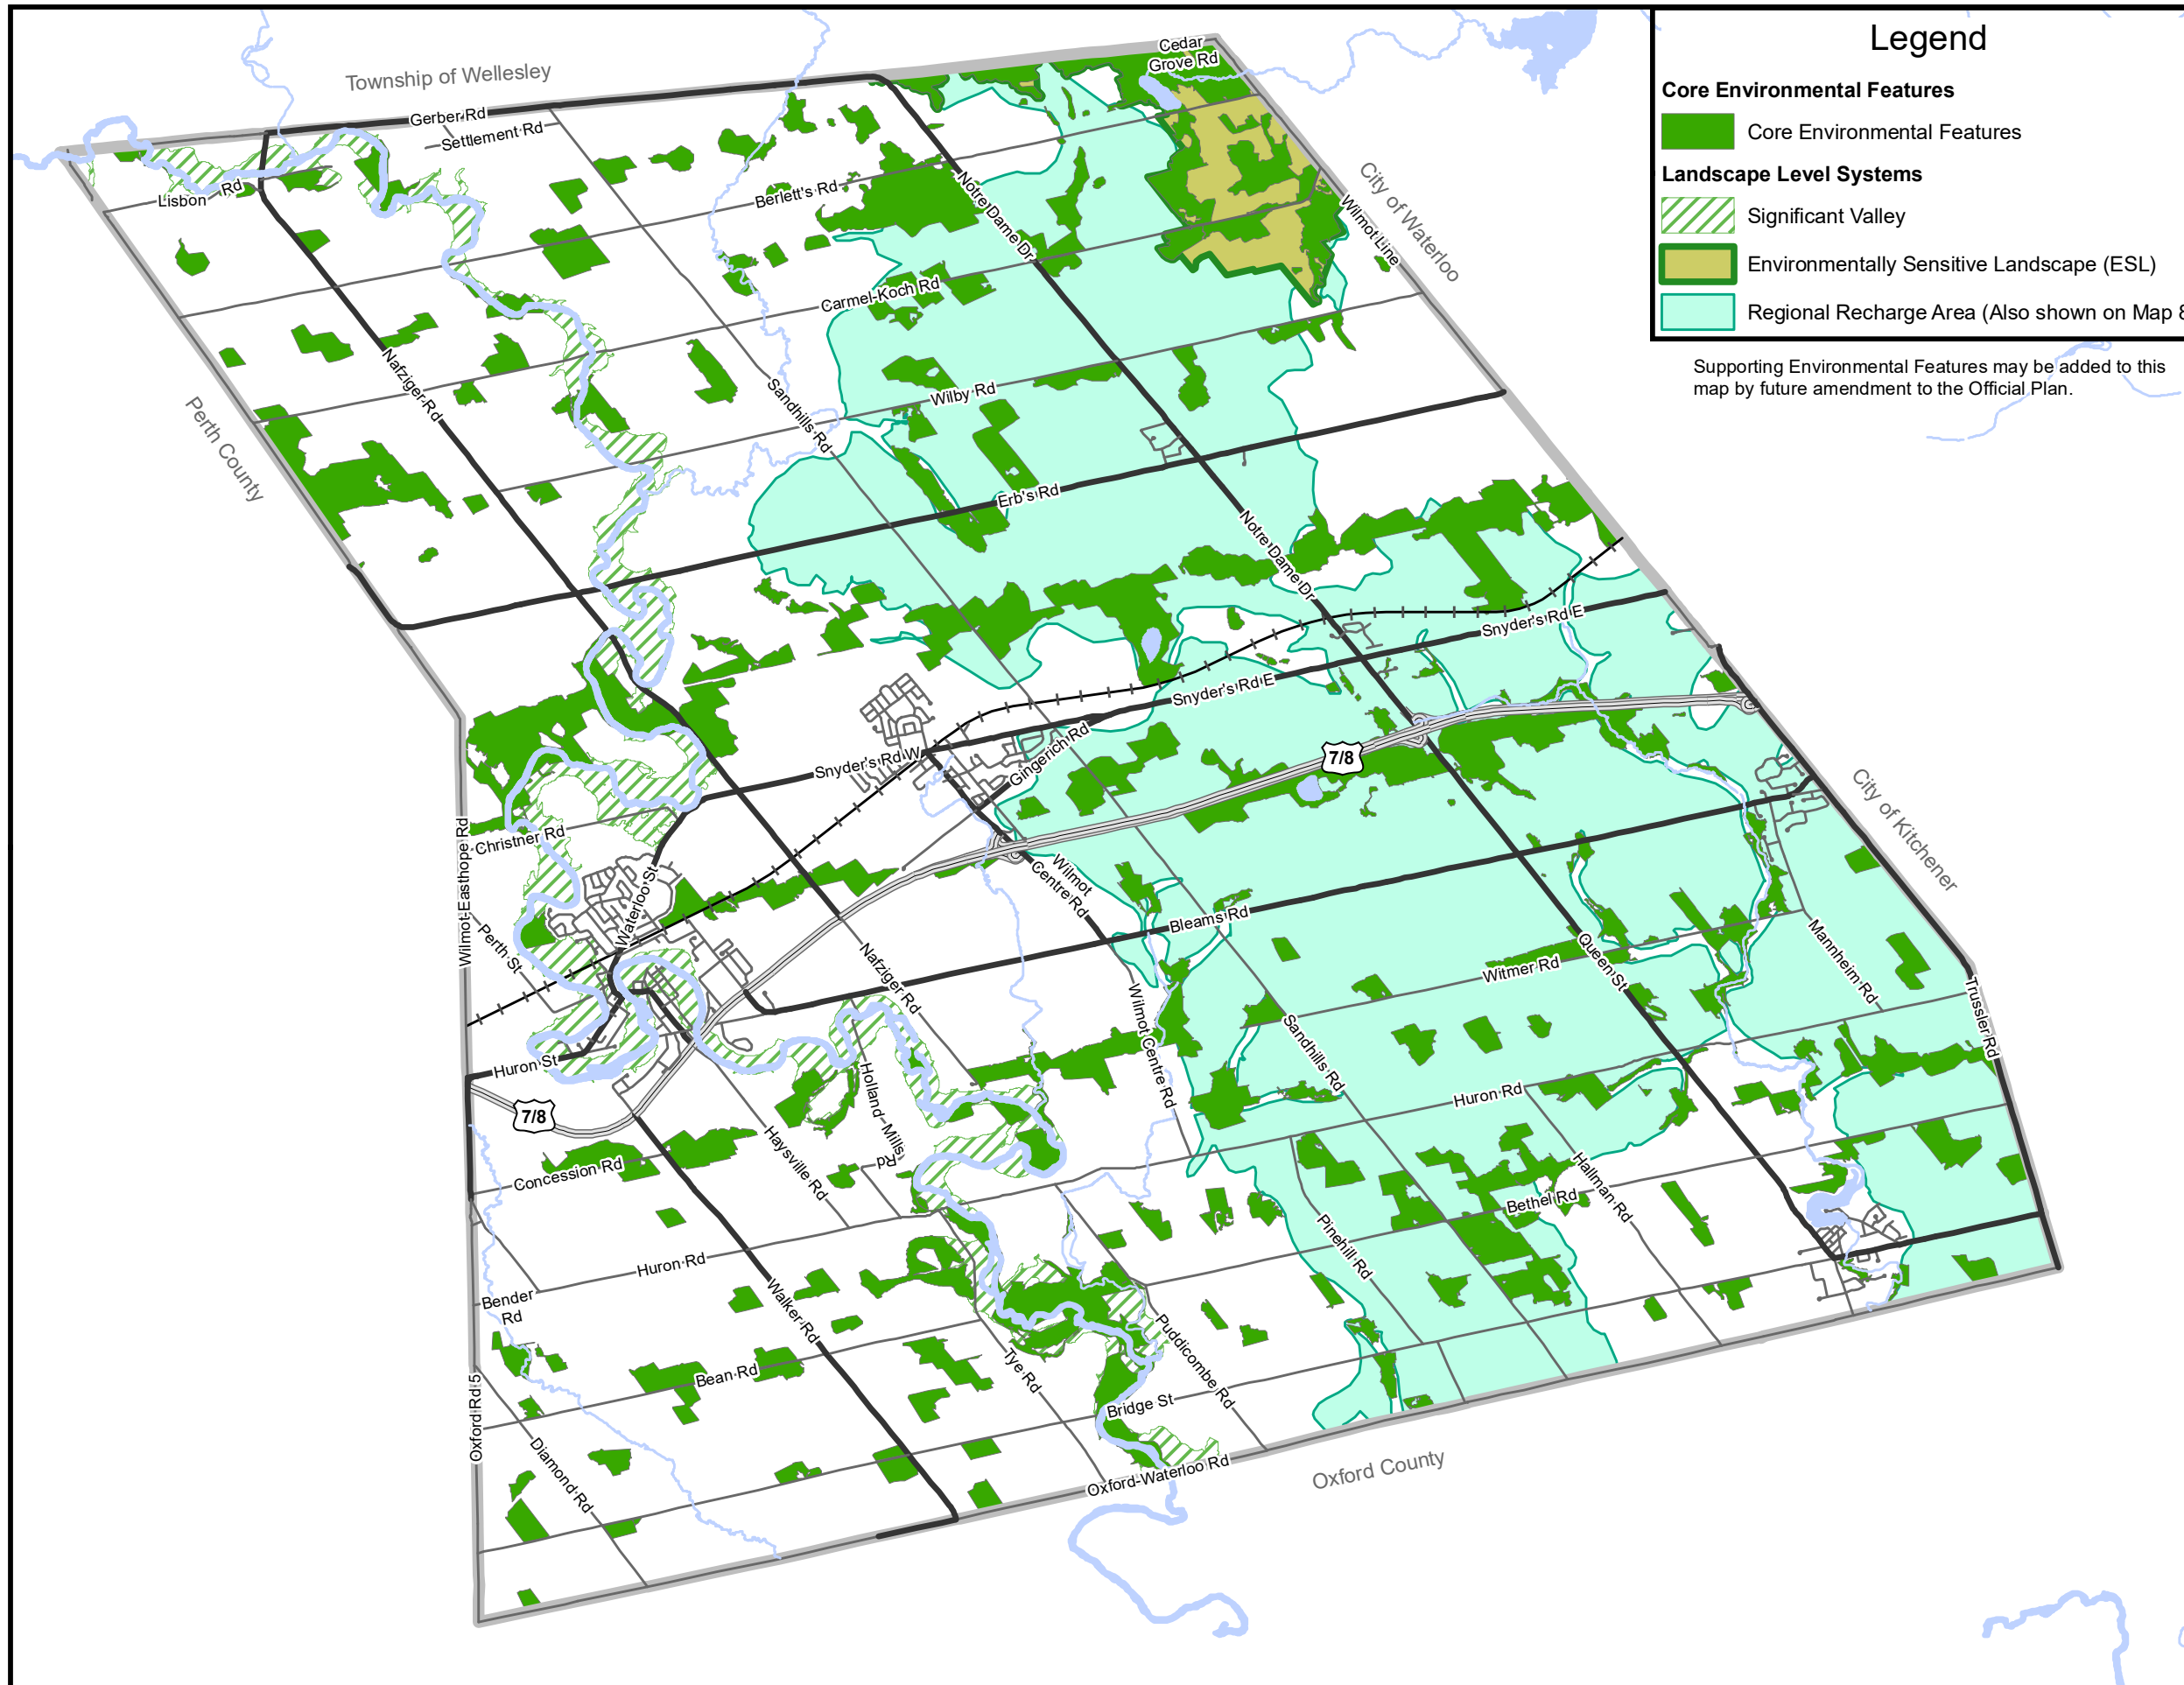 Legend
Core Environmental Features
Core Environmental Features
Landscape Level Systems
Significant Valley
Environmentally Sensitive Landscape (ESL)
Regional Recharge Area (Also shown on Map 8
Supporting Environmental Features may be added to this
map by future amendment to the Official Plan.
Cedar
Grove Rd
Township of Wellesley
Gerber Rd
Settlement Rd
Lisbon Rd
Berlett's Rd
Notre Dame Dr
City of Waterloo
Wilmot Line
Carmel-Koch Rd
Nafziger Rd
Sandhills Rd
Wilby Rd
Perth County
Erb's Rd
Notre Dame Dr
Snyder's Rd E
Snyder's Rd E
Gingerich Rd
Snyder's Rd W
7/8
City of Kitchener
Christner Rd
Wilmot-Easthope Rd
Waterloo St
Wilmot
Centre Rd
Bleams Rd
Perth St
Nafziger Rd
Witmer Rd
Queen St
Mannheim Rd
Trussler Rd
Wilmot Centre Rd
Sandhills Rd
Huron St
7/8
Holland Mills
Rd
Huron Rd
Haysville Rd
Concession Rd
Hallman Rd
Bethel Rd
Pinehill Rd
Huron Rd
Bender
Rd
Walker Rd
Puddicombe Rd
Tye Rd
Bean Rd
Bridge St
Oxford Rd 5
Diamond Rd
Oxford-Waterloo Rd
Oxford County